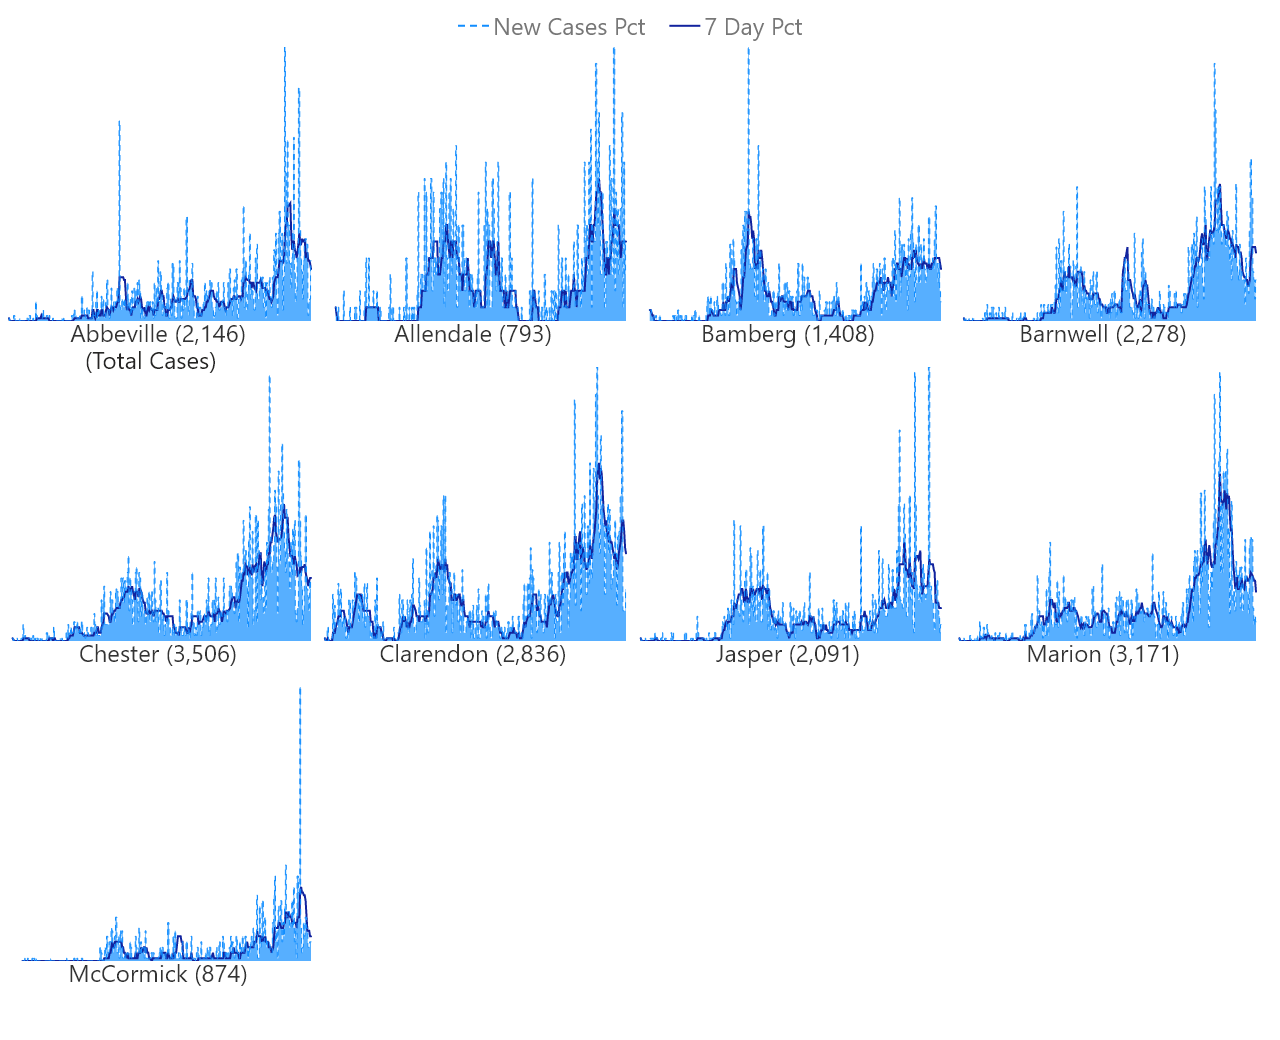 New Cases Pct 7 Day Pct
Abbeville (2,146) Allendale (793) Bamberg (1,408) Barnwell (2,278)
(Total Cases)
Chester (3,506) Clarendon (2,836) Jasper (2,091) Marion (3,171)
McCormick (874)